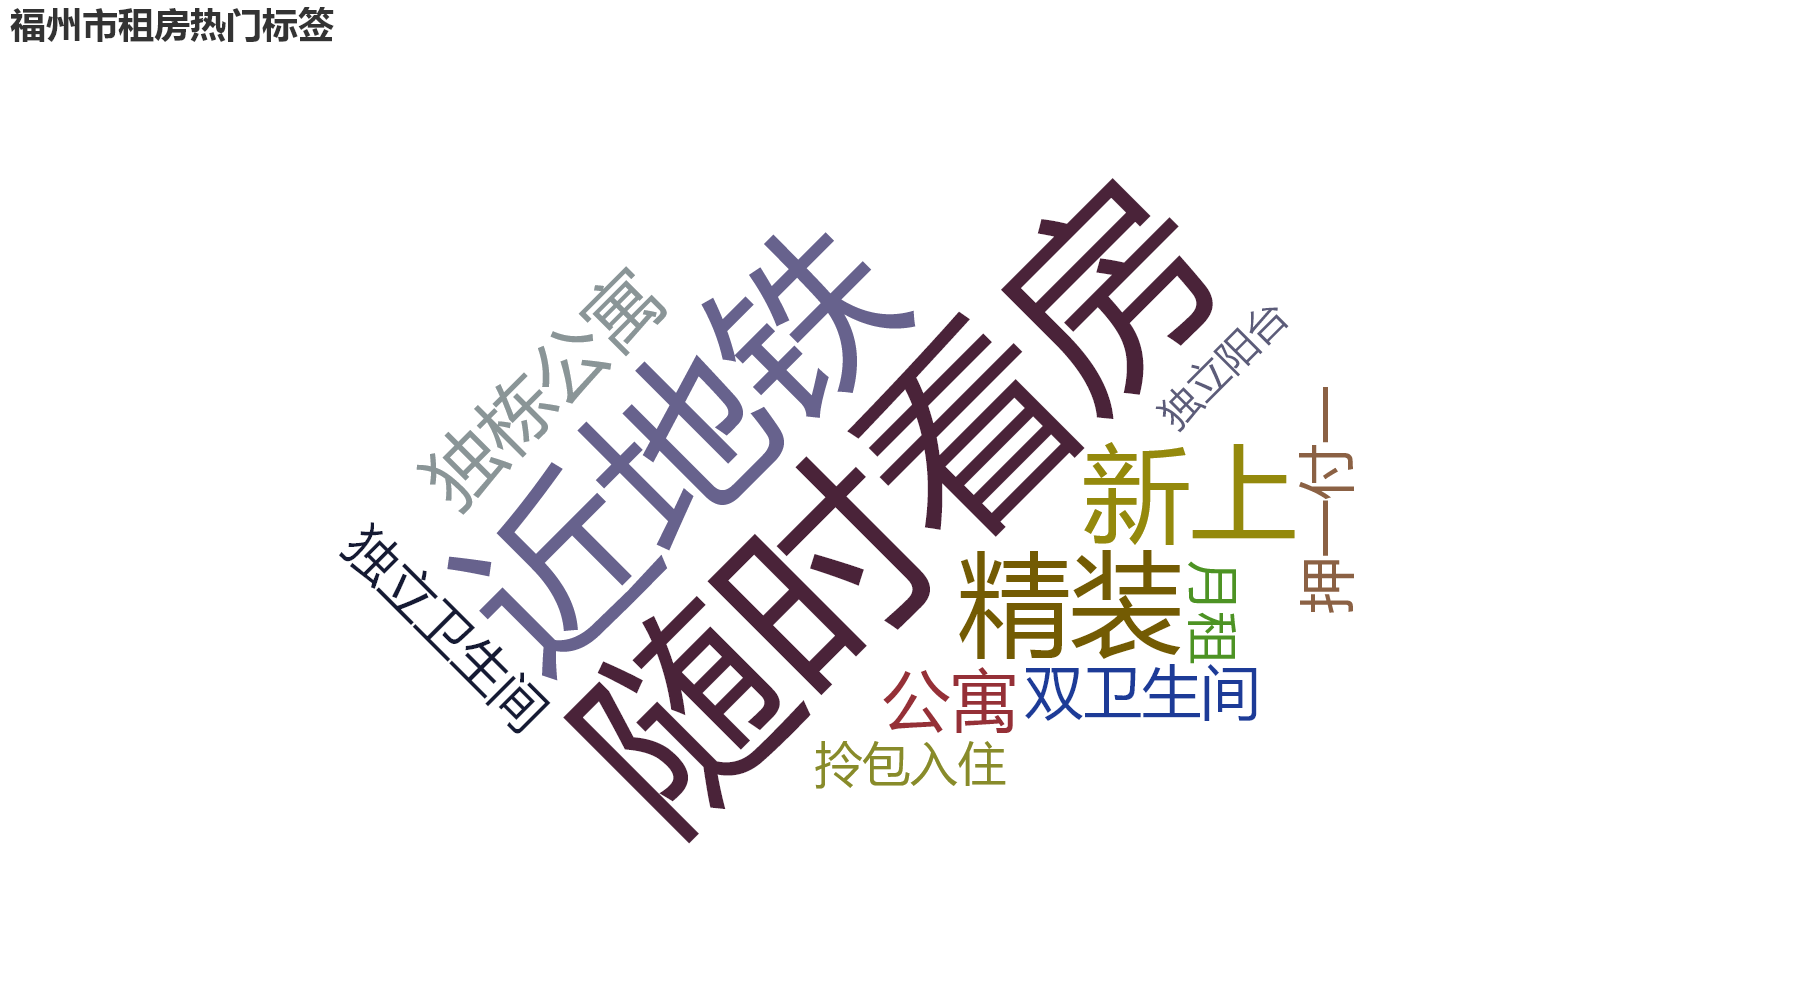 福州市租房热门标签
随时看房
近地铁
独栋公寓
独立阳台
新上
押一付一
精装
月租
独立卫生间
公寓
双卫生间
拎包入住